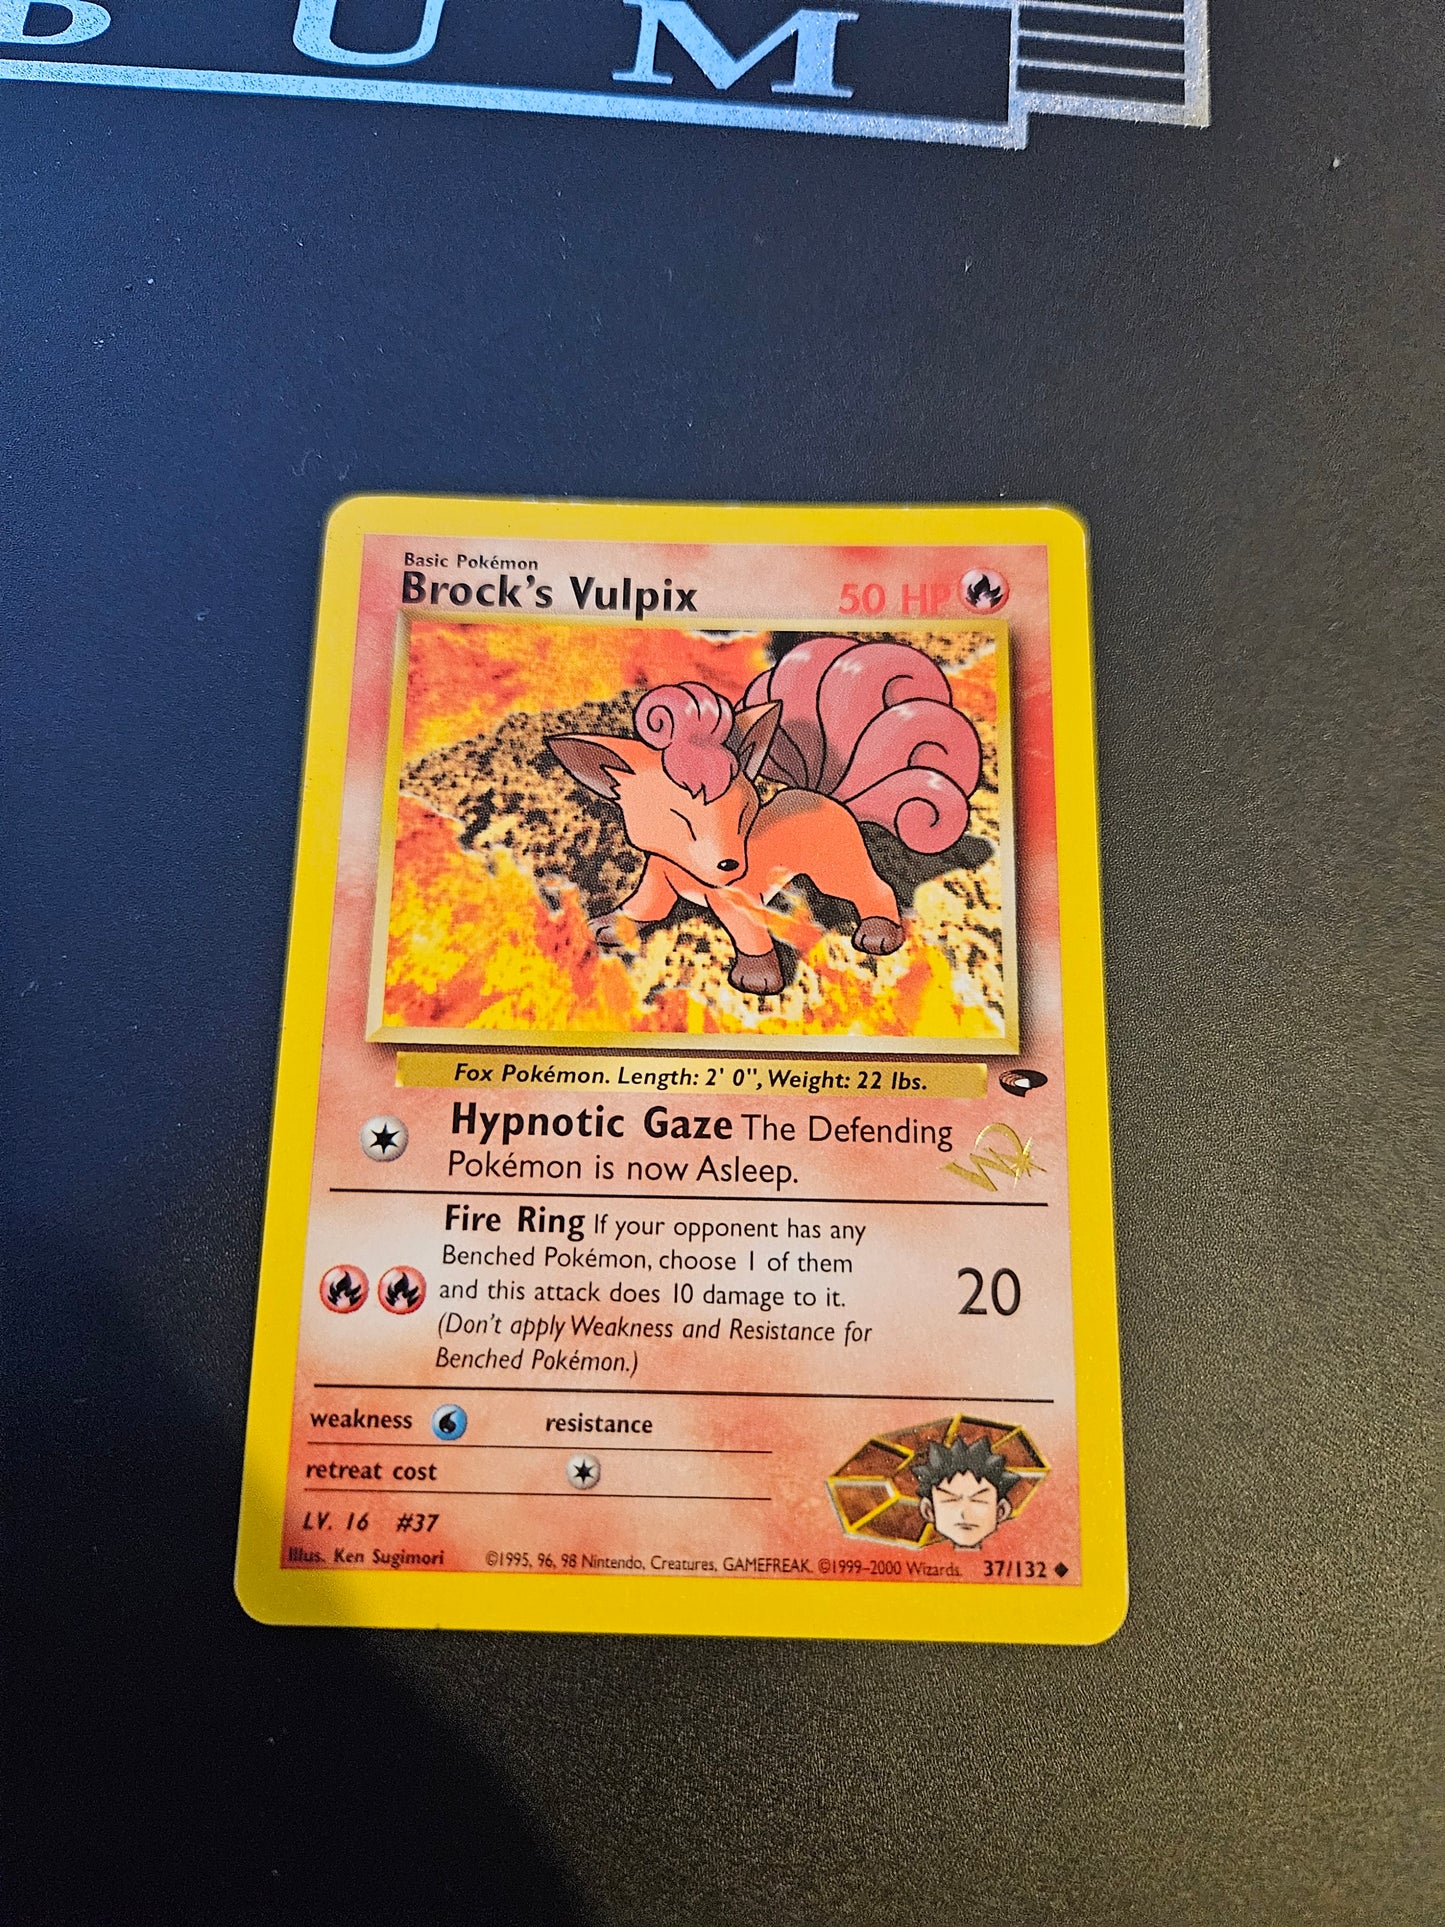 B U M
Basic Pokémon
Brock's Vulpix
50 HP
Fox Pokémon. Length: 2' 0", Weight: 22 lbs.
Hypnotic Gaze The Defending
Pokémon is now Asleep.
W
Fire Ring If your opponent has any
Benched Pokémon, choose 1 of them
and this attack does 10 damage to it.
(Don't apply Weakness and Resistance for
Benched Pokémon.)
20
weakness resistance
retreat cost
LV. 16 #37
Illus. Ken Sugimori ©1995, 96, 98 Nintendo, Creatures, GAMEFREAK. ©1999–2000 Wizards. 37/132